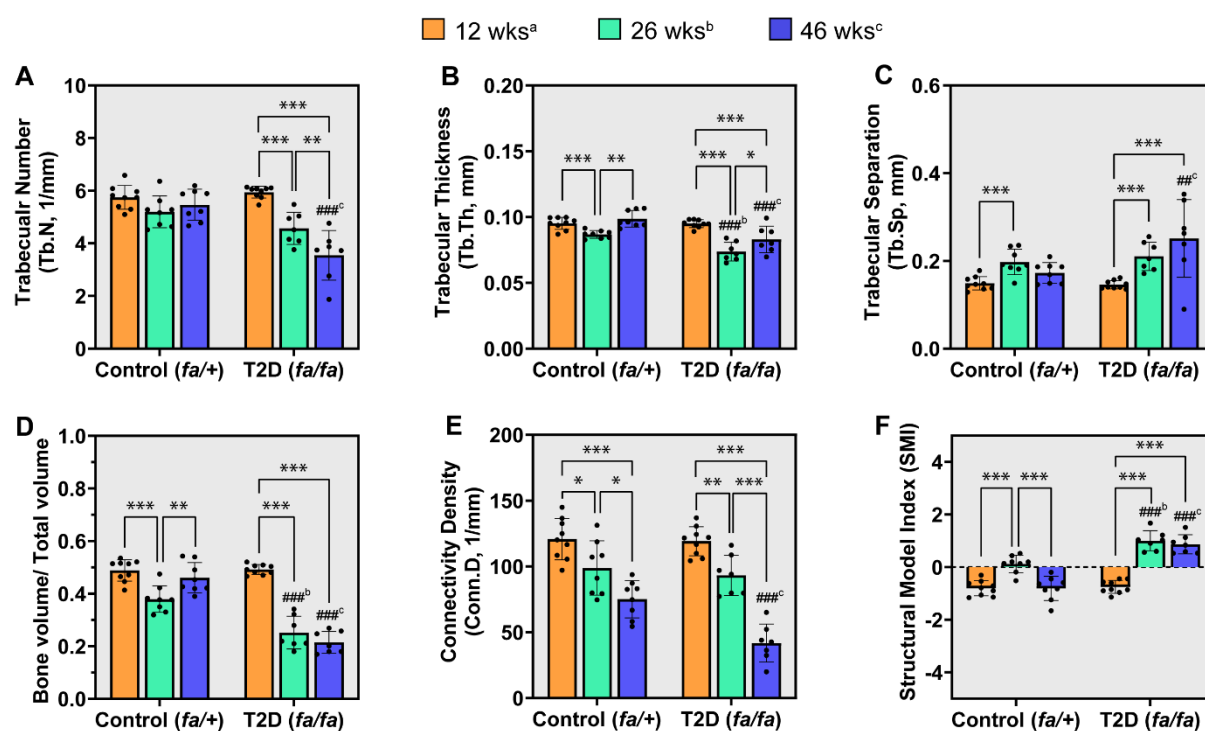 12 wksᵃ 26 wksᵇ 46 wksᶜ
A
Trabecualr Number
(Tb.N, 1/mm)
10
8
6
4
2
0
***
*** **
###ᶜ
Control (fa/+) T2D (fa/fa)
B
Trabecular Thickness
(Tb.Th, mm)
0.20
0.15
0.10
0.05
0.00
*** **
***
*** *
###ᵇ ###ᶜ
Control (fa/+) T2D (fa/fa)
C
Trabecular Separation
(Tb.Sp, mm)
0.6
0.4
0.2
0.0
***
***
***
##ᶜ
Control (fa/+) T2D (fa/fa)
D
Bone volume/ Total volume
1.0
0.8
0.6
0.4
0.2
0.0
*** **
***
***
###ᵇ ###ᶜ
Control (fa/+) T2D (fa/fa)
E
Connectivity Density
(Conn.D, 1/mm)
200
150
100
50
0
***
* *
***
** ***
###ᶜ
Control (fa/+) T2D (fa/fa)
F
Structural Model Index (SMI)
4
2
0
-2
-4
*** ***
***
***
###ᵇ ###ᶜ
Control (fa/+) T2D (fa/fa)